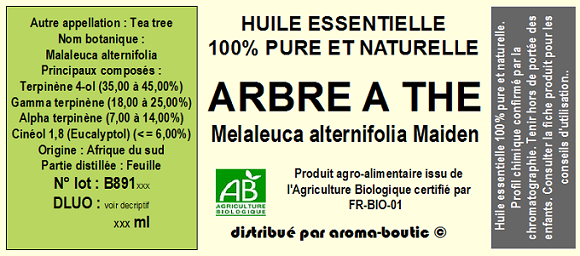 Autre appellation : Tea tree
Nom botanique :
Malaleuca alternifolia
Principaux composés :
Terpinène 4-ol (35,00 à 45,00%)
Gamma terpinène (18,00 à 25,00%)
Alpha terpinène (7,00 à 14,00%)
Cinéol 1,8 (Eucalyptol) (<= 6,00%)
Origine : Afrique du sud
Partie distillée : Feuille
N° lot : B891xxx
DLUO : voir decriptif
xxx ml
HUILE ESSENTIELLE
100% PURE ET NATURELLE
ARBRE A THE
Melaleuca alternifolia Maiden
AB
AGRICULTURE
BIOLOGIQUE
Produit agro-alimentaire issu de
l'Agriculture Biologique certifié par
FR-BIO-01
distribué par aroma-boutic ©
Huile essentielle 100% pure et naturelle.
Profil chimique confirmé par la
chromatographie. Tenir hors de portée des
enfants. Consulter la fiche produit pour les
conseils d'utilisation..